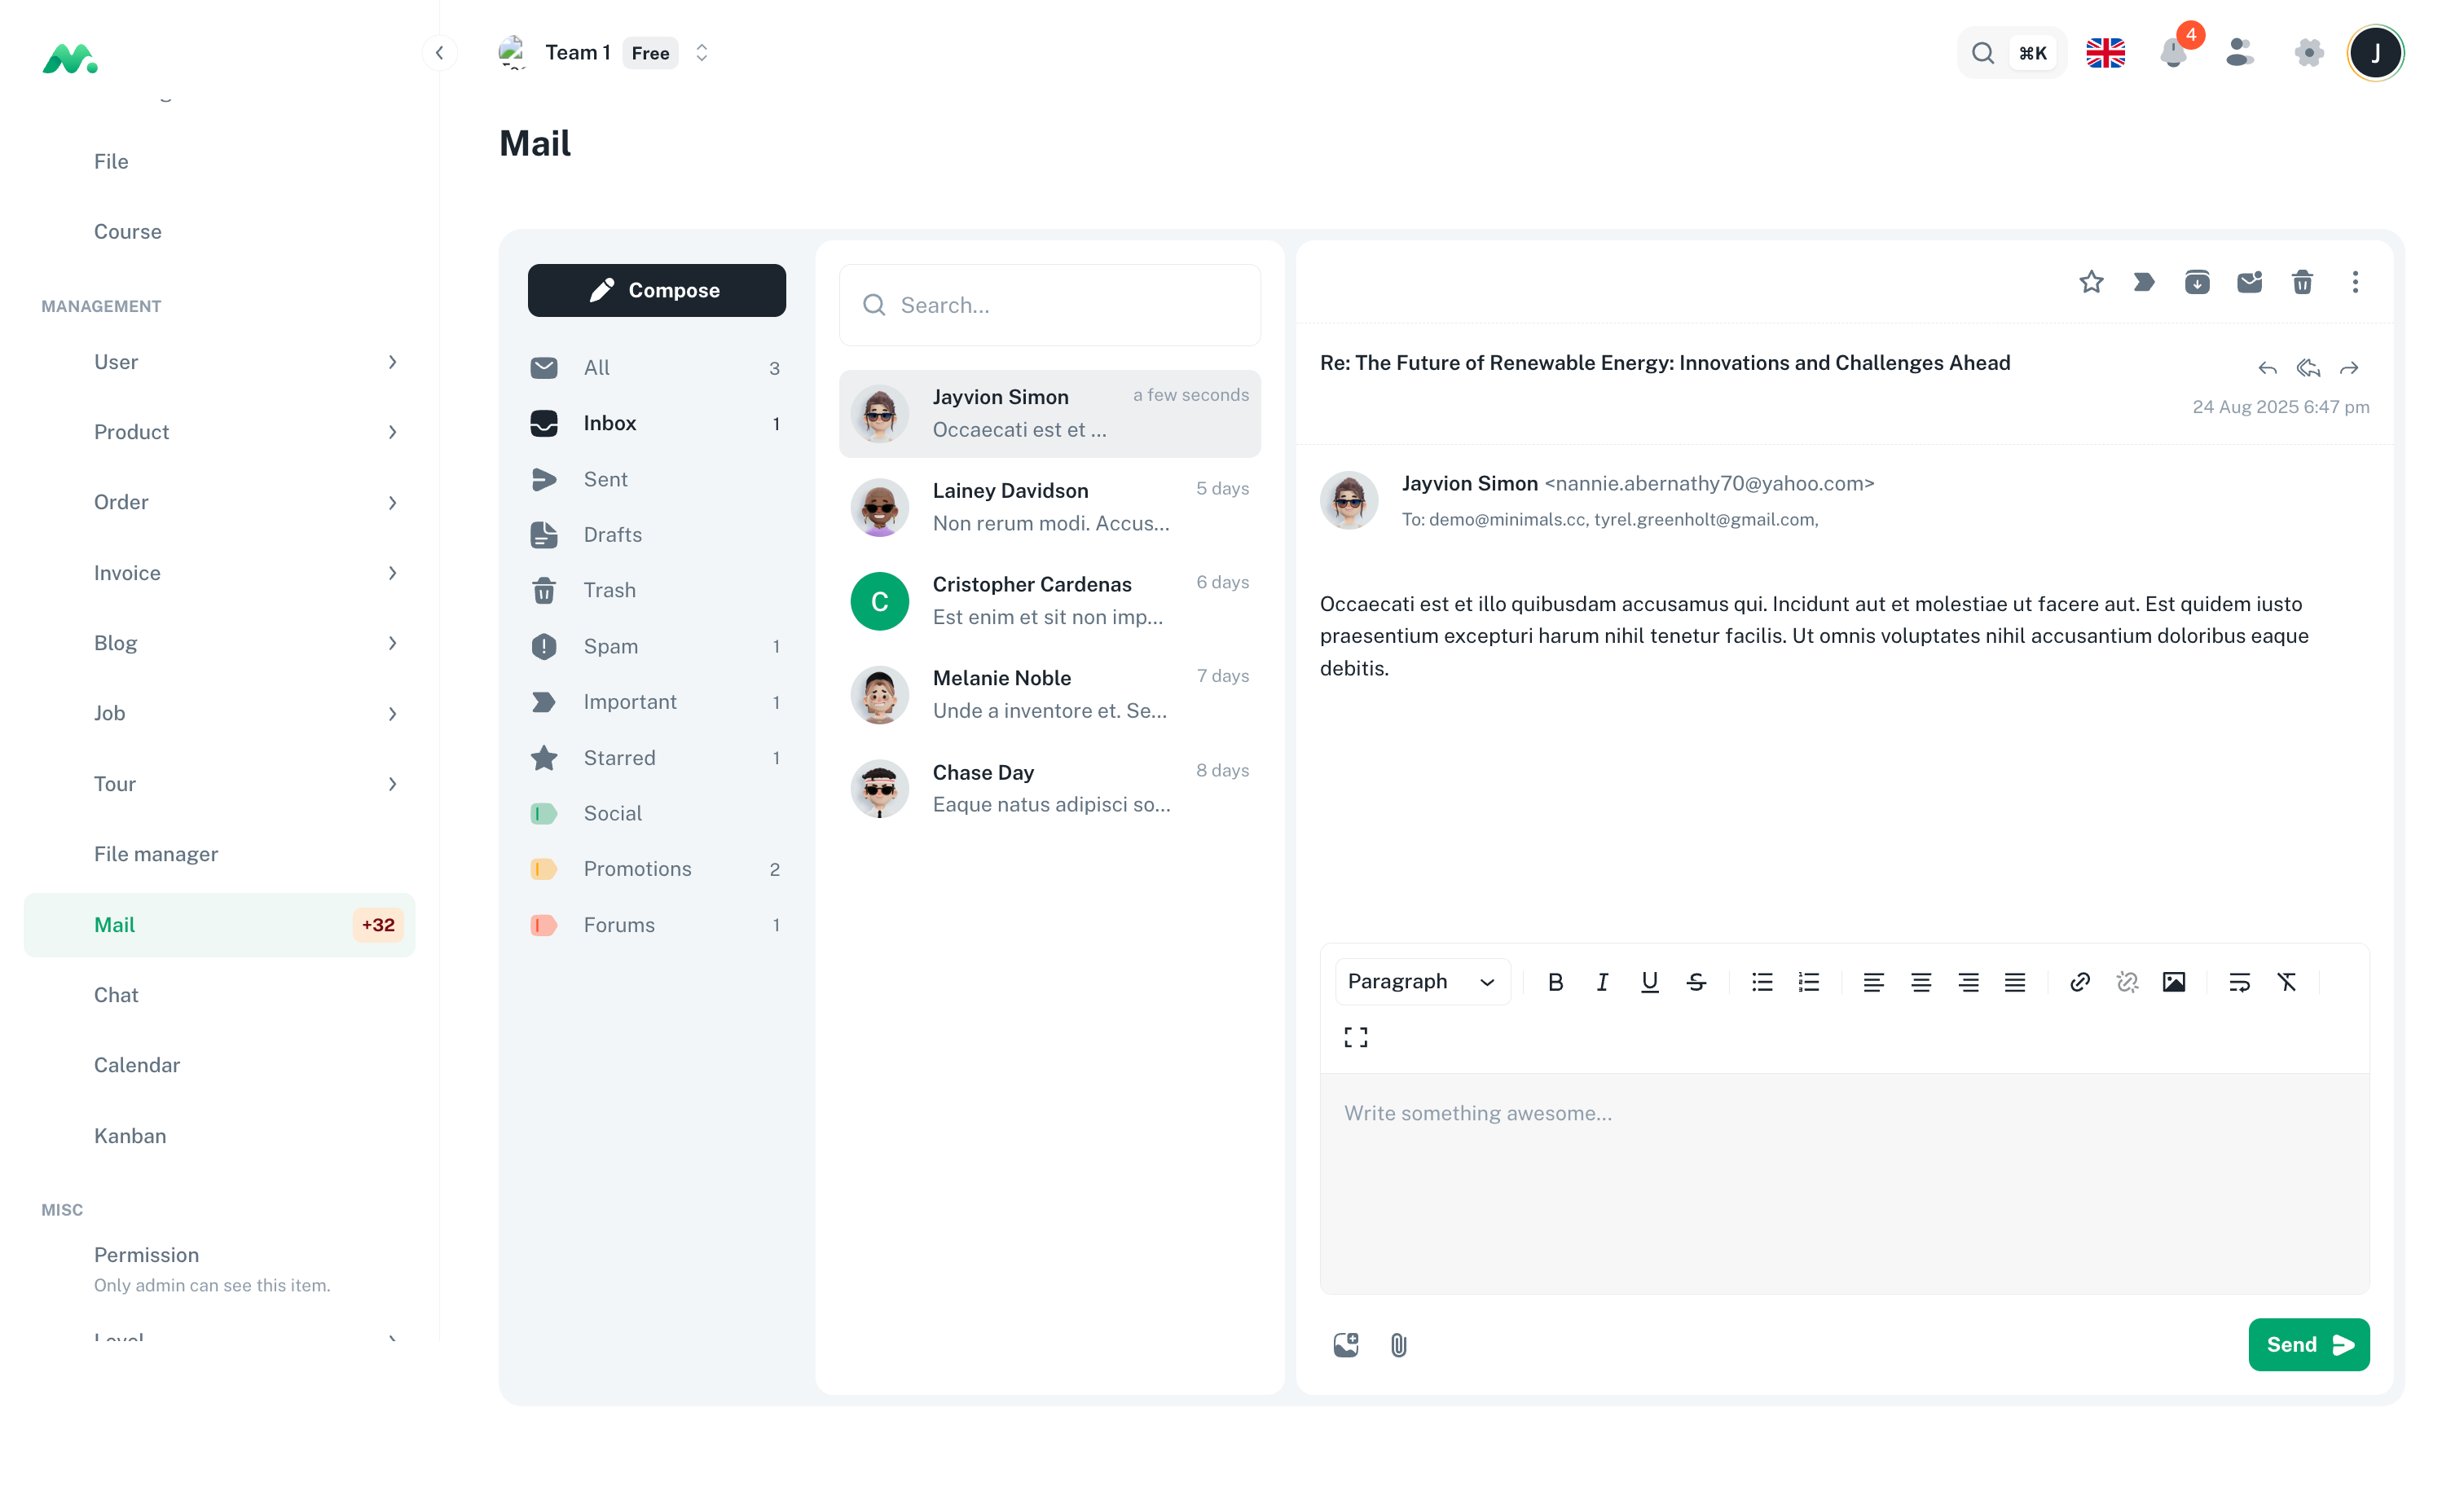 Team 1 Free
⌘K
4
J
File
Course
MANAGEMENT
User
Product
Order
Invoice
Blog
Job
Tour
File manager
Mail +32
Chat
Calendar
Kanban
MISC
Permission
Only admin can see this item.
Level
Mail
Compose
All 3
Inbox 1
Sent
Drafts
Trash
Spam 1
Important 1
Starred 1
Social
Promotions 2
Forums 1
Search...
Jayvion Simon a few seconds
Occaecati est et ...
Lainey Davidson 5 days
Non rerum modi. Accus...
C
Cristopher Cardenas 6 days
Est enim et sit non imp...
Melanie Noble 7 days
Unde a inventore et. Se...
Chase Day 8 days
Eaque natus adipisci so...
Re: The Future of Renewable Energy: Innovations and Challenges Ahead
24 Aug 2025 6:47 pm
Jayvion Simon <nannie.abernathy70@yahoo.com>
To: demo@minimals.cc, tyrel.greenholt@gmail.com,
Occaecati est et illo quibusdam accusamus qui. Incidunt aut et molestiae ut facere aut. Est quidem iusto
praesentium excepturi harum nihil tenetur facilis. Ut omnis voluptates nihil accusantium doloribus eaque
debitis.
Paragraph
Write something awesome...
Send